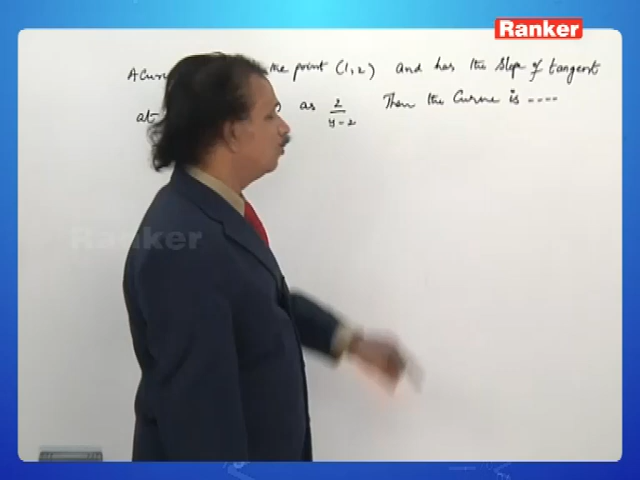 Ranker
A Curve the point (1,2) and has the slope of tangent
at ) as 2/(y-2) Then the Curve is ----
Ranker